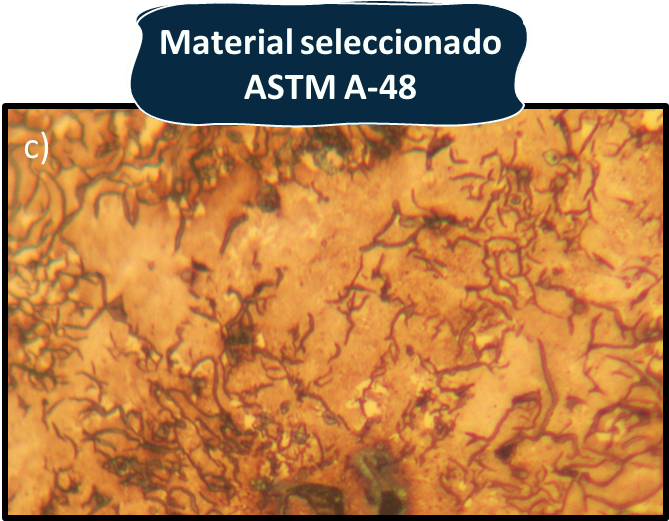 Material seleccionado
ASTM A-48
c)